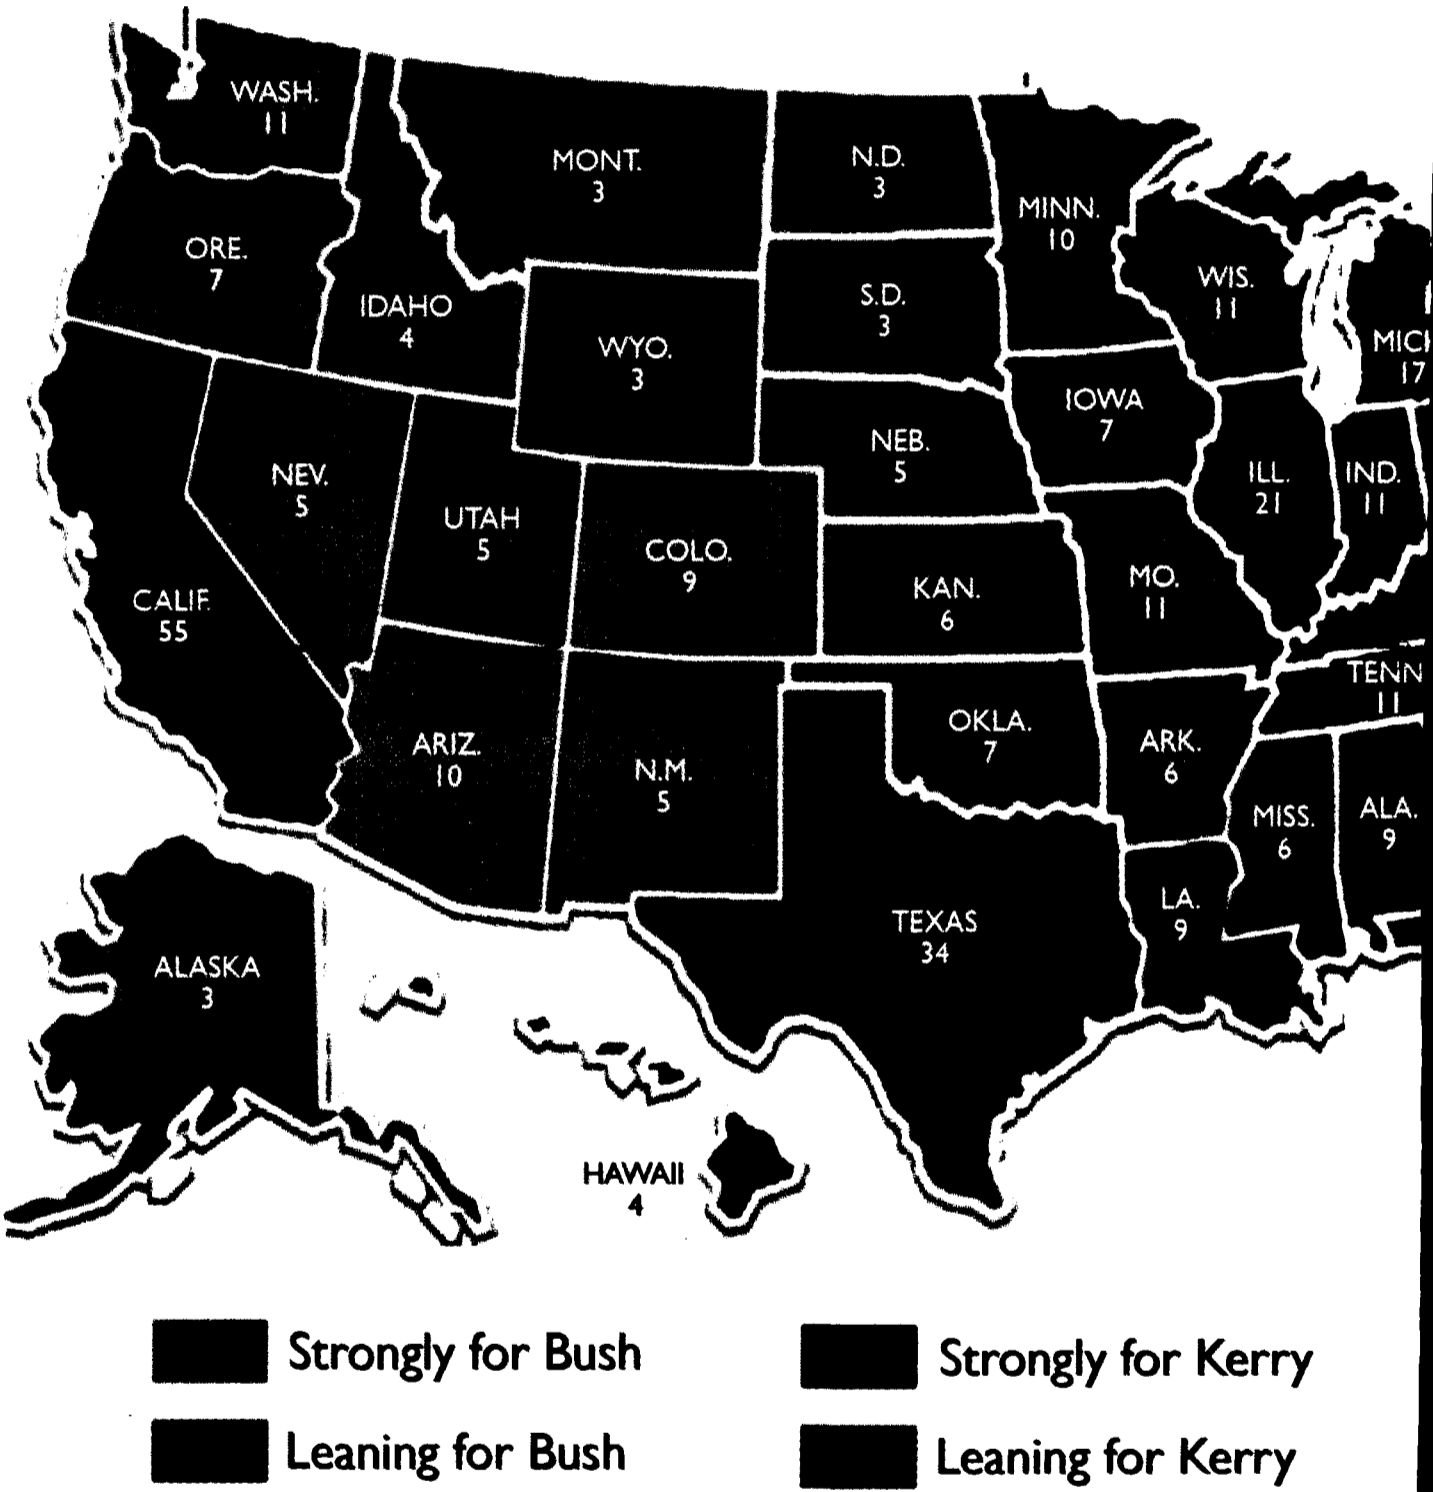 WASH.
11
MONT.
3
N.D.
3
MINN.
10
ORE.
7
IDAHO
4
S.D.
3
WIS.
11
WYO.
3
MICH
17
IOWA
7
NEB.
5
NEV.
5
UTAH
5
COLO.
9
ILL.
21
IND.
11
CALIF.
55
KAN.
6
MO.
11
TENN
11
ARIZ.
10
N.M.
5
OKLA.
7
ARK.
6
MISS.
6
ALA.
9
TEXAS
34
LA.
9
ALASKA
3
HAWAII
4
Strongly for Bush
Strongly for Kerry
Leaning for Bush
Leaning for Kerry